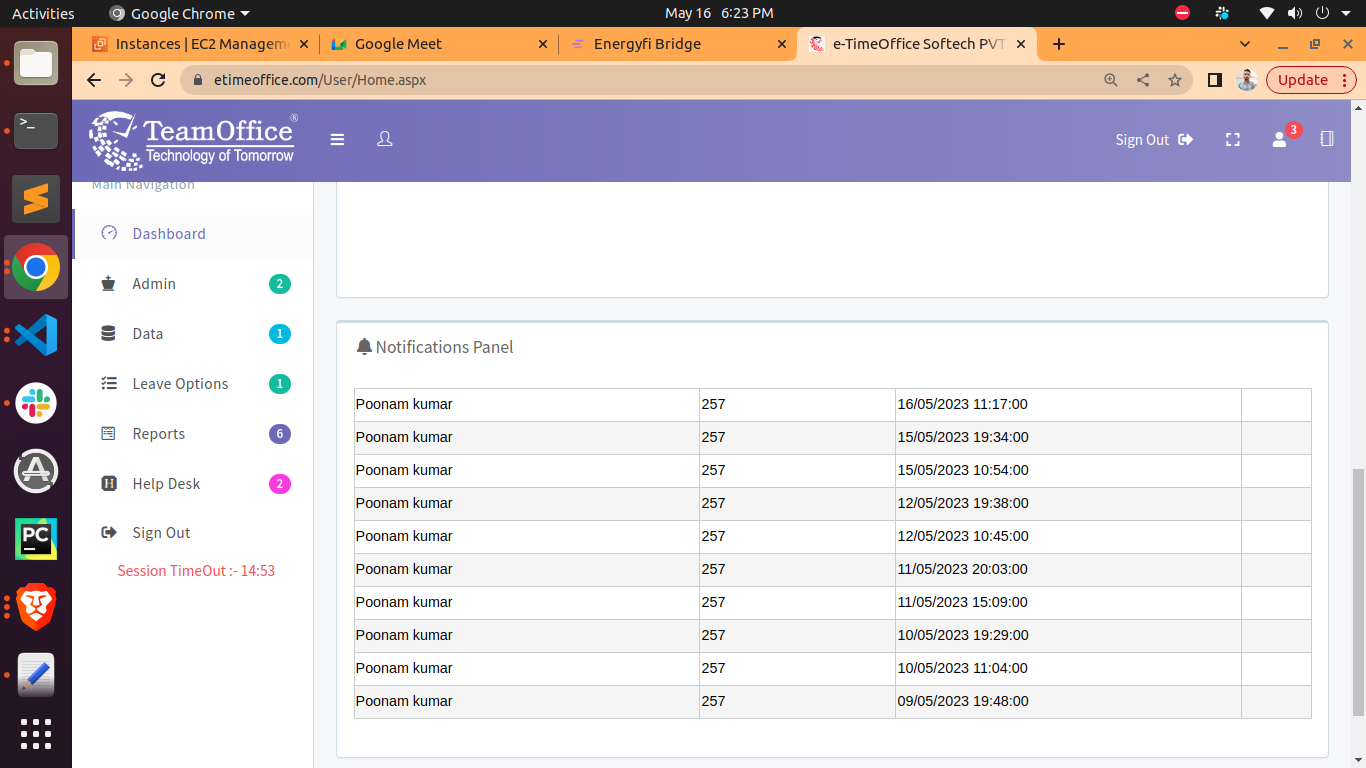 Activities Google Chrome May 16 6:23 PM
Instances | EC2 Managem Google Meet Energyfi Bridge e-TimeOffice Softech PVT
etimeoffice.com/User/Home.aspx Update
TeamOffice ®
Technology of Tomorrow
Sign Out 3
Main Navigation
Dashboard
Admin 2
Data 1
Leave Options 1
Reports 6
Help Desk 2
Sign Out
Session TimeOut :- 14:53
Notifications Panel
Poonam kumar 257 16/05/2023 11:17:00
Poonam kumar 257 15/05/2023 19:34:00
Poonam kumar 257 15/05/2023 10:54:00
Poonam kumar 257 12/05/2023 19:38:00
Poonam kumar 257 12/05/2023 10:45:00
Poonam kumar 257 11/05/2023 20:03:00
Poonam kumar 257 11/05/2023 15:09:00
Poonam kumar 257 10/05/2023 19:29:00
Poonam kumar 257 10/05/2023 11:04:00
Poonam kumar 257 09/05/2023 19:48:00
>_
PC